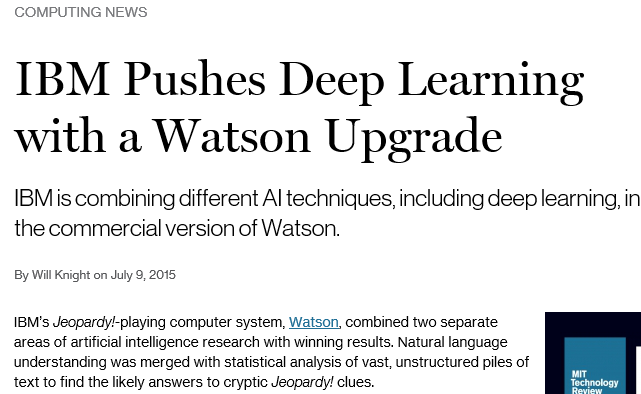 COMPUTING NEWS
IBM Pushes Deep Learning
with a Watson Upgrade
IBM is combining different AI techniques, including deep learning, in
the commercial version of Watson.
By Will Knight on July 9, 2015
IBM's Jeopardy!-playing computer system, Watson, combined two separate
areas of artificial intelligence research with winning results. Natural language
understanding was merged with statistical analysis of vast, unstructured piles of
text to find the likely answers to cryptic Jeopardy! clues.
MIT
Technology
Review